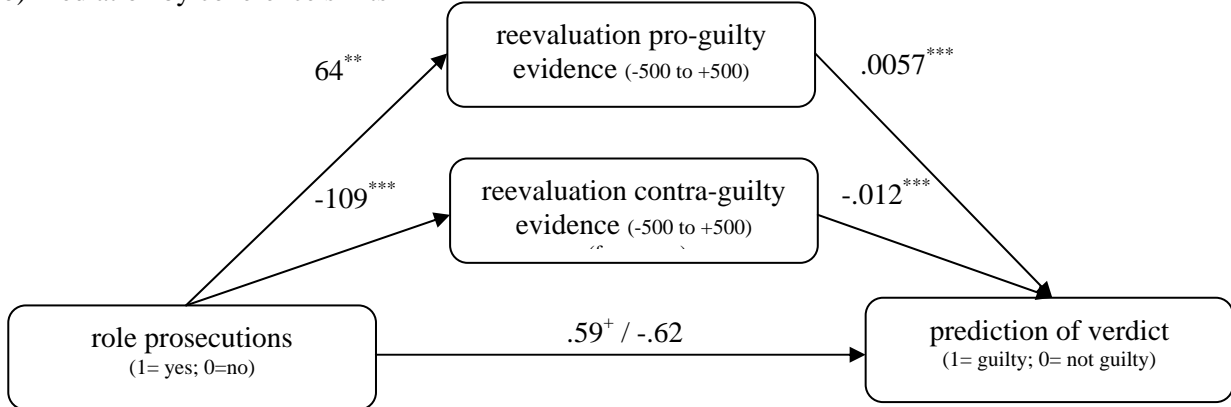 reevaluation pro-guilty
evidence (-500 to +500)
64**
.0057***
reevaluation contra-guilty
evidence (-500 to +500)
-109***
-.012***
role prosecutions
(1= yes; 0=no)
.59+ / -.62
prediction of verdict
(1= guilty; 0= not guilty)